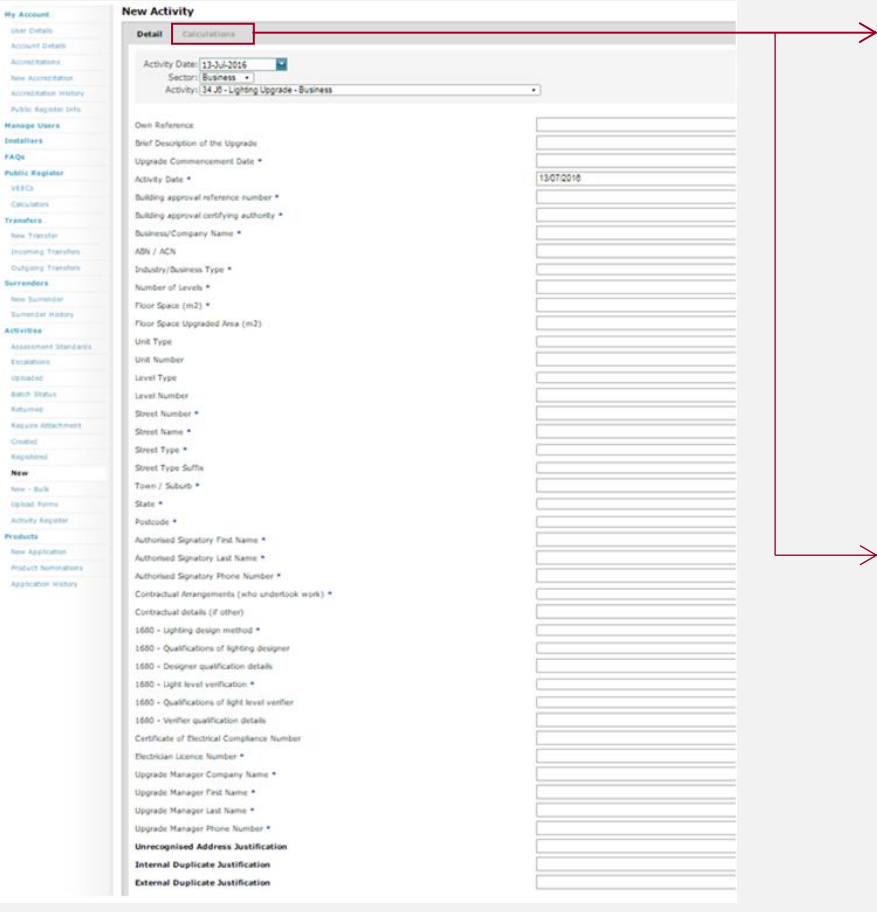 My Account
User Details
Account Details
Accreditations
New Accreditation
Accreditation History
Public Register Info
Manage Users
Installers
FAQs
Public Register
VEECs
Calculators
Transfers
New Transfer
Incoming Transfers
Outgoing Transfers
Surrenders
New Surrender
Surrender History
Activities
Assessment Standards
Escalations
Uploaded
Batch Status
Returned
Require Attachment
Created
Registered
New
New - Bulk
Upload Forms
Activity Register
Products
New Application
Product Nominations
Application History
New Activity
Detail Calculations
Activity Date: 13-Jul-2016
Sector: Business
Activity: 34 J6 - Lighting Upgrade - Business
Own Reference
Brief Description of the Upgrade
Upgrade Commencement Date *
Activity Date * 13/07/2016
Building approval reference number *
Building approval certifying authority *
Business/Company Name *
ABN / ACN
Industry/Business Type *
Number of Levels *
Floor Space (m2) *
Floor Space Upgraded Area (m2)
Unit Type
Unit Number
Level Type
Level Number
Street Number *
Street Name *
Street Type *
Street Type Suffix
Town / Suburb *
State *
Postcode *
Authorised Signatory First Name *
Authorised Signatory Last Name *
Authorised Signatory Phone Number *
Contractual Arrangements (who undertook work) *
Contractual details (if other)
1680 - Lighting design method *
1680 - Qualifications of lighting designer
1680 - Designer qualification details
1680 - Light level verification *
1680 - Qualifications of light level verifier
1680 - Verifier qualification details
Certificate of Electrical Compliance Number
Electrician Licence Number *
Upgrade Manager Company Name *
Upgrade Manager First Name *
Upgrade Manager Last Name *
Upgrade Manager Phone Number *
Unrecognised Address Justification
Internal Duplicate Justification
External Duplicate Justification